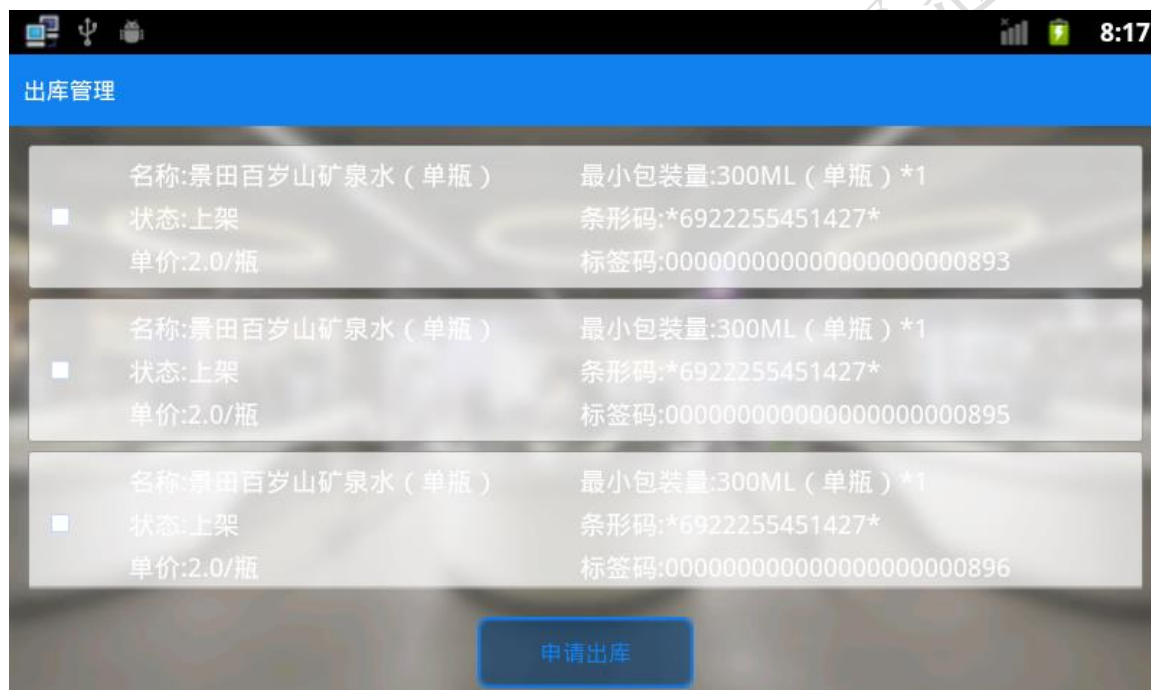 8:17
出库管理
名称:景田百岁山矿泉水（单瓶）
最小包装量:300ML（单瓶）*1
状态:上架
条形码:*6922255451427*
单价:2.0/瓶
标签码:000000000000000000000893
名称:景田百岁山矿泉水（单瓶）
最小包装量:300ML（单瓶）*1
状态:上架
条形码:*6922255451427*
单价:2.0/瓶
标签码:000000000000000000000895
名称:景田百岁山矿泉水（单瓶）
最小包装量:300ML（单瓶）*1
状态:上架
条形码:*6922255451427*
单价:2.0/瓶
标签码:000000000000000000000896
申请出库